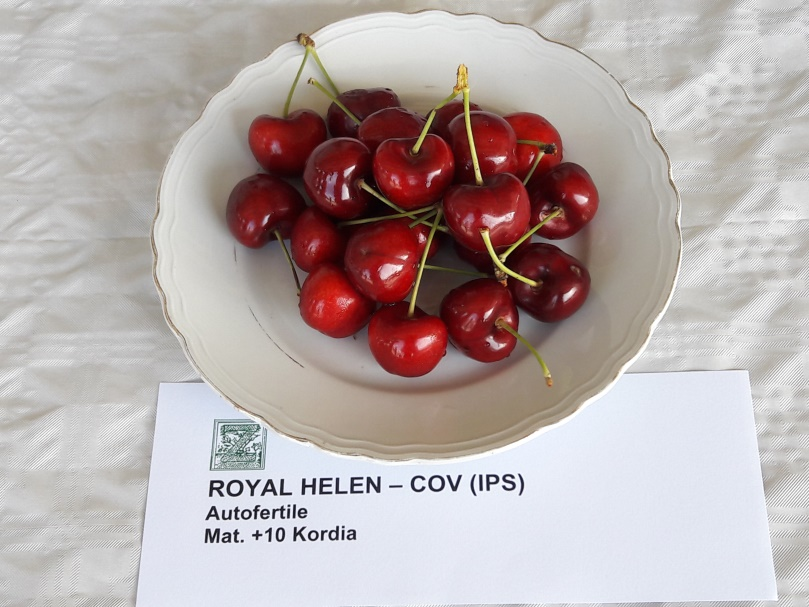 Z
ROYAL HELEN – COV (IPS)
Autofertile
Mat. +10 Kordia